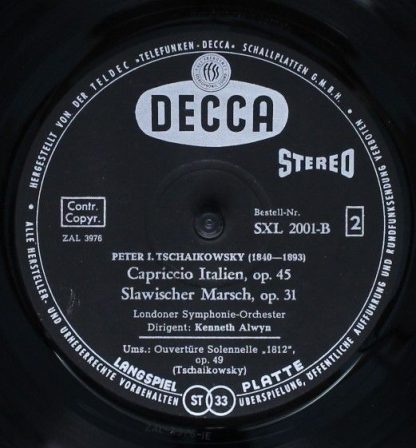 HERGESTELLT VON DER TELDEC »TELEFUNKEN-DECCA« SCHALLPLATTEN G.M.B.H.
ffss
DECCA
STEREO
Contr.
Copyr.
ZAL 3976
Bestell-Nr.
SXL 2001-B
2
PETER I. TSCHAIKOWSKY (1840—1893)
Capriccio Italien, op. 45
Slawischer Marsch, op. 31
Londoner Symphonie-Orchester
Dirigent: Kenneth Alwyn
Ums.: Ouvertüre Solennelle „1812",
op. 49
(Tschaikowsky)
LANGSPIEL PLATTE
ST 33
• ALLE HERSTELLER- UND URHEBERRECHTE VORBEHALTEN
ÜBERSPIELUNG, ÖFFENTLICHE AUFFÜHRUNG UND RUNDFUNKSENDUNG VERBOTEN •